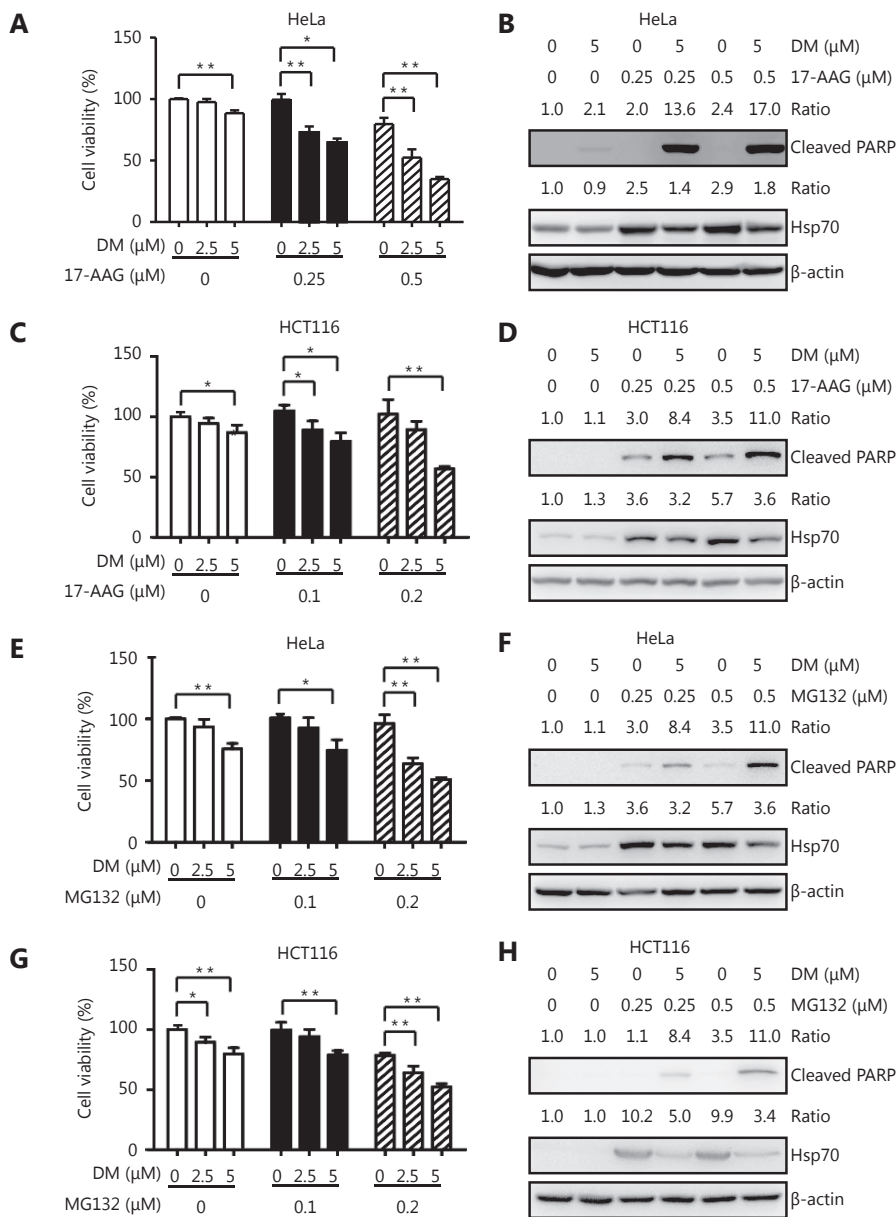 A
HeLa
Cell viability (%)
150
100
50
0
**
**
*
**
**
DM (μM) 0 2.5 5 0 2.5 5 0 2.5 5
17-AAG (μM) 0 0.25 0.5
B
HeLa
0 5 0 5 0 5 DM (μM)
0 0 0.25 0.25 0.5 0.5 17-AAG (μM)
1.0 2.1 2.0 13.6 2.4 17.0 Ratio
Cleaved PARP
1.0 0.9 2.5 1.4 2.9 1.8 Ratio
Hsp70
β-actin
C
HCT116
Cell viability (%)
150
100
50
0
*
*
*
**
DM (μM) 0 2.5 5 0 2.5 5 0 2.5 5
17-AAG (μM) 0 0.1 0.2
D
HCT116
0 5 0 5 0 5 DM (μM)
0 0 0.25 0.25 0.5 0.5 17-AAG (μM)
1.0 1.1 3.0 8.4 3.5 11.0 Ratio
Cleaved PARP
1.0 1.3 3.6 3.2 5.7 3.6 Ratio
Hsp70
β-actin
E
HeLa
Cell viability (%)
150
100
50
0
**
*
**
**
DM (μM) 0 2.5 5 0 2.5 5 0 2.5 5
MG132 (μM) 0 0.1 0.2
F
HeLa
0 5 0 5 0 5 DM (μM)
0 0 0.25 0.25 0.5 0.5 MG132 (μM)
1.0 1.1 3.0 8.4 3.5 11.0 Ratio
Cleaved PARP
1.0 1.3 3.6 3.2 5.7 3.6 Ratio
Hsp70
β-actin
G
HCT116
Cell viability (%)
150
100
50
0
**
*
**
**
**
DM (μM) 0 2.5 5 0 2.5 5 0 2.5 5
MG132 (μM) 0 0.1 0.2
H
HCT116
0 5 0 5 0 5 DM (μM)
0 0 0.25 0.25 0.5 0.5 MG132 (μM)
1.0 1.0 1.1 8.4 3.5 11.0 Ratio
Cleaved PARP
1.0 1.0 10.2 5.0 9.9 3.4 Ratio
Hsp70
β-actin